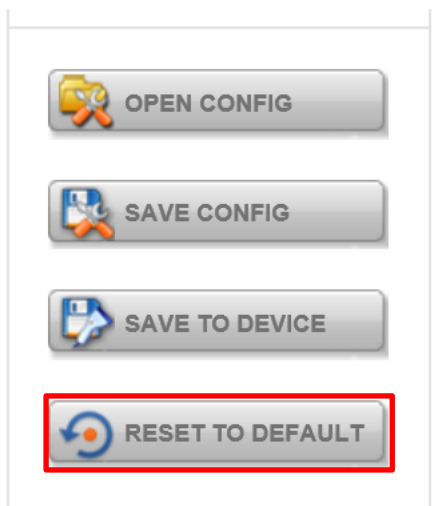 OPEN CONFIG
SAVE CONFIG
SAVE TO DEVICE
RESET TO DEFAULT